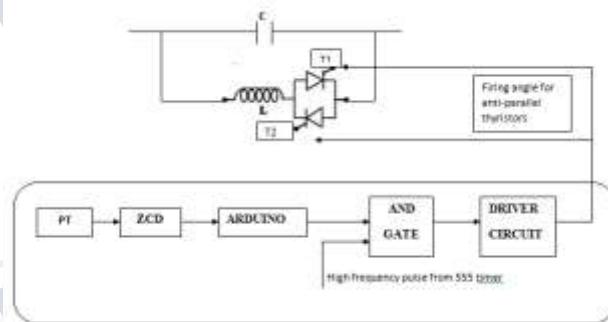 C
T1
L
T2
Firing angle for
anti-parallel
thyristors
PT
ZCD
ARDUINO
AND
GATE
DRIVER
CIRCUIT
High frequency pulse from 555 timer